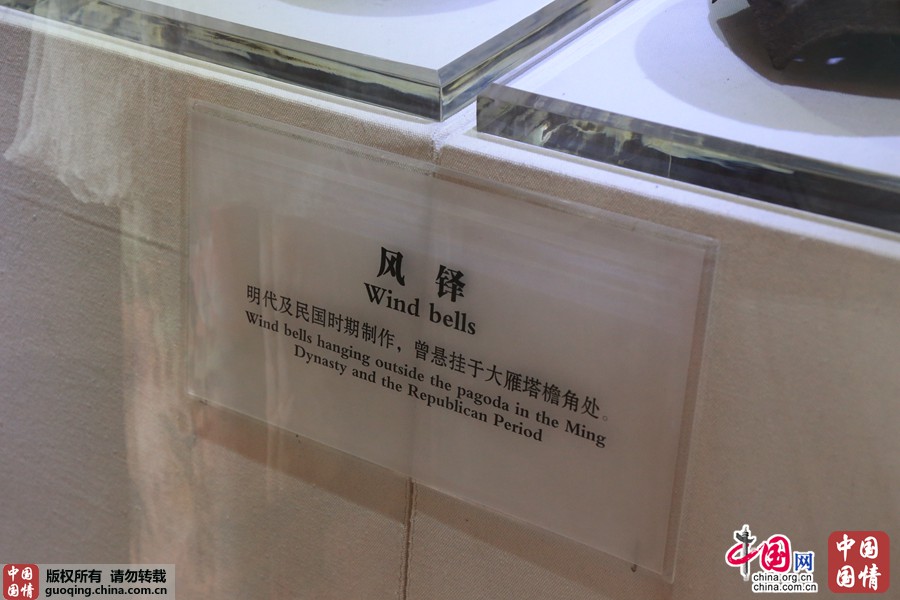 风 铎
Wind bells
明代及民国时期制作，曾悬挂于大雁塔檐角处。
Wind bells hanging outside the pagoda in the Ming
Dynasty and the Republican Period
中国
国情
版权所有 请勿转载
guoqing.china.com.cn
中国网
china.org.cn
china.com.cn
中国
国情